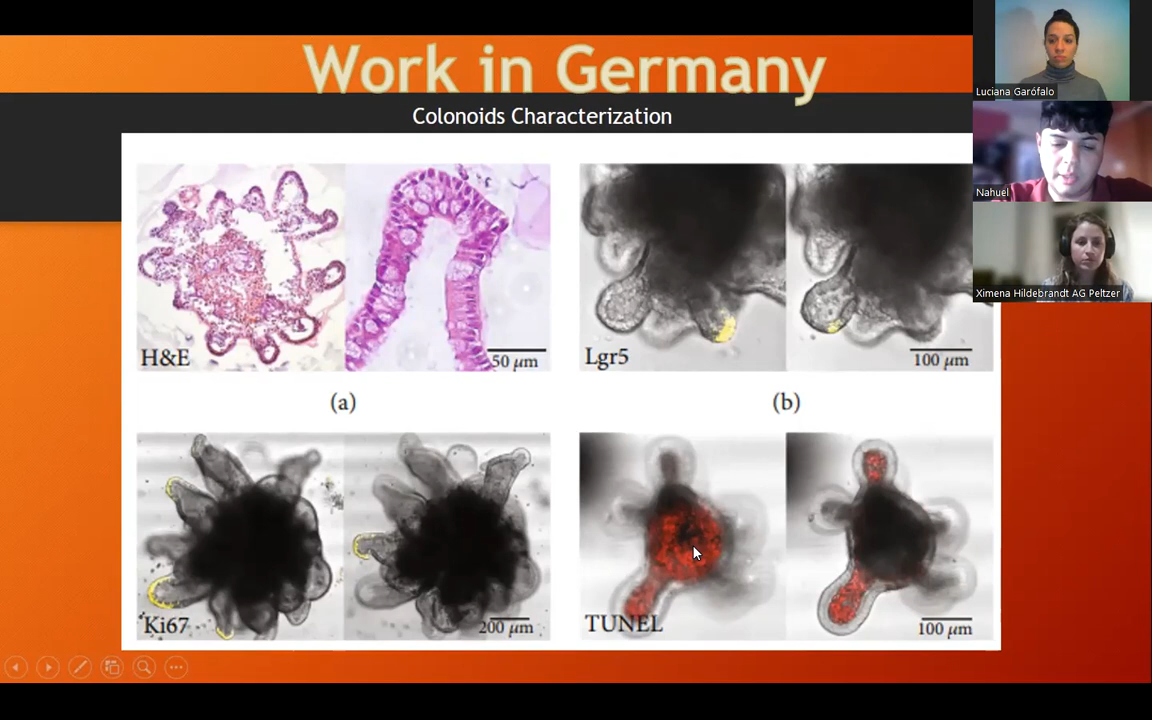 Work in Germany
Colonoids Characterization
Luciana Garófalo
Nahuel
Ximena Hildebrandt AG Peltzer
H&E
50 μm
Lgr5
100 μm
(a)
(b)
Ki67
200 μm
TUNEL
100 μm